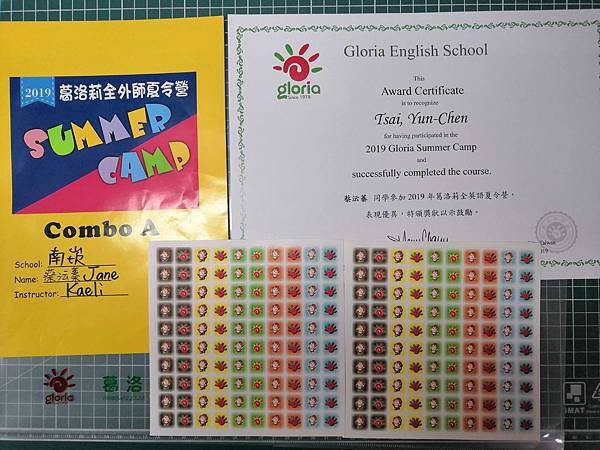 2019 葛洛莉全外師夏令營
SUMMER
CAMP
Combo A
School: 南崁
Name: 蔡沄蓁 Jane
Instructor: Kaeli
gloria
Since 1978
Gloria English School
This
Award Certificate
is to recognize
Tsai, Yun-Chen
for having participated in the
2019 Gloria Summer Camp
and
successfully completed the course.
蔡沄蓁 同學參加 2019 年葛洛莉全英語夏令營,
表現優異,特頒獎狀以示鼓勵。
gloria
葛洛